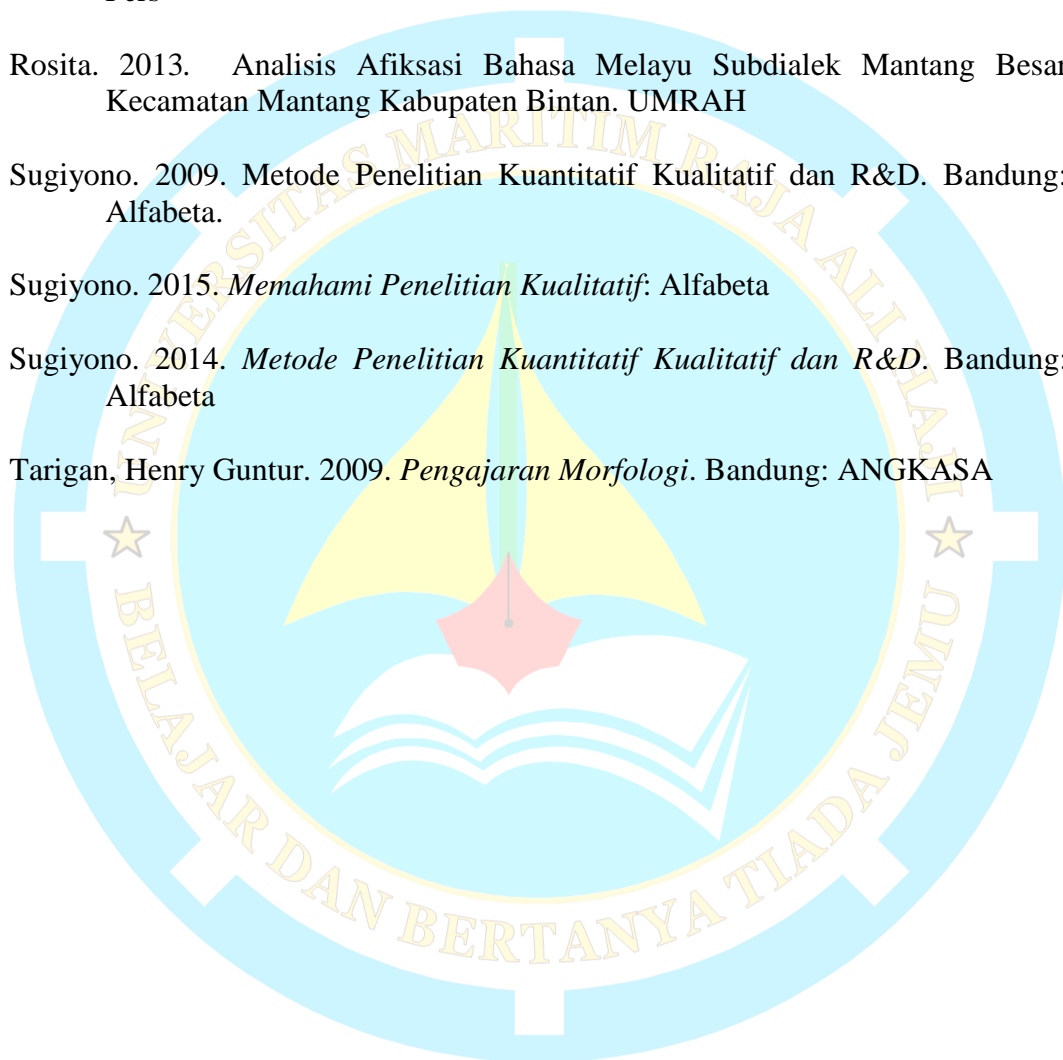 Pers
Rosita. 2013. Analisis Afiksasi Bahasa Melayu Subdialek Mantang Besar
Kecamatan Mantang Kabupaten Bintan. UMRAH
Sugiyono. 2009. Metode Penelitian Kuantitatif Kualitatif dan R&D. Bandung:
Alfabeta.
Sugiyono. 2015. Memahami Penelitian Kualitatif: Alfabeta
Sugiyono. 2014. Metode Penelitian Kuantitatif Kualitatif dan R&D. Bandung:
Alfabeta
Tarigan, Henry Guntur. 2009. Pengajaran Morfologi. Bandung: ANGKASA
UNIVERSITAS MARITIM RAJA ALI HAJI
BELAJAR DAN BERTANYA TIADA JEMU